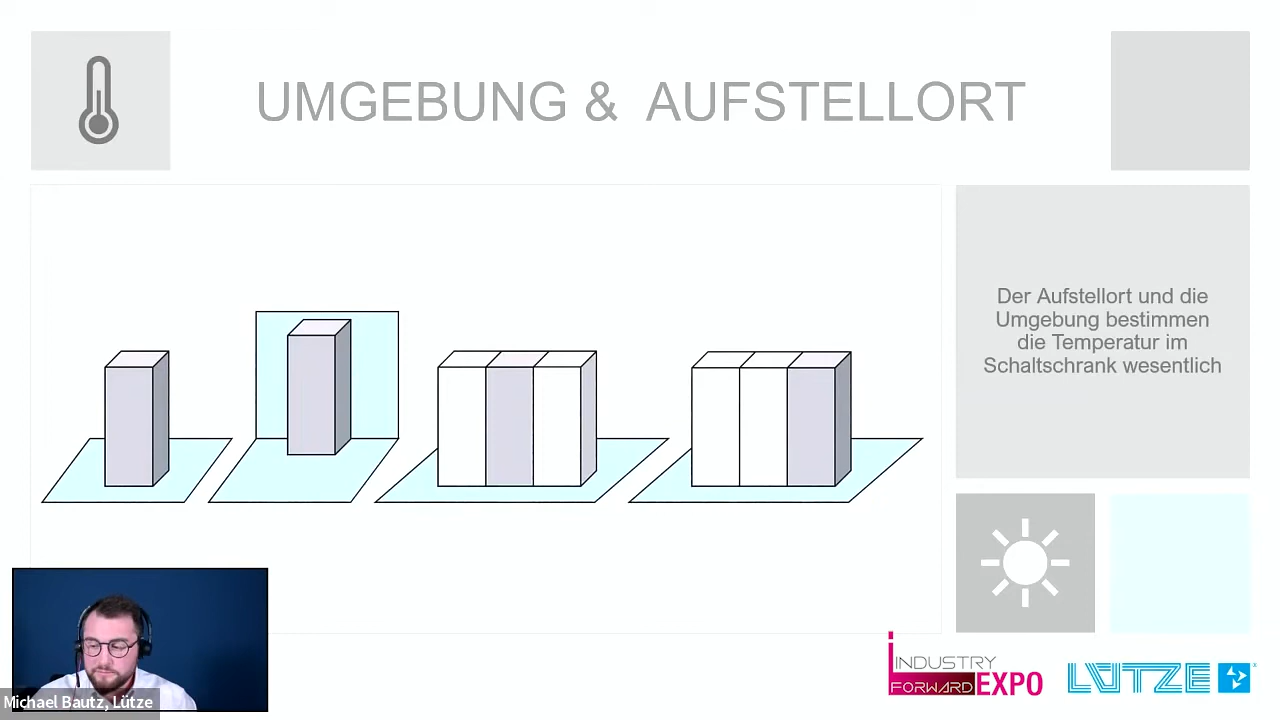 UMGEBUNG & AUFSTELLORT
Der Aufstellort und die
Umgebung bestimmen
die Temperatur im
Schaltschrank wesentlich
Michael Bautz, Lütze
INDUSTRY
FORWARD EXPO
LÜTZE